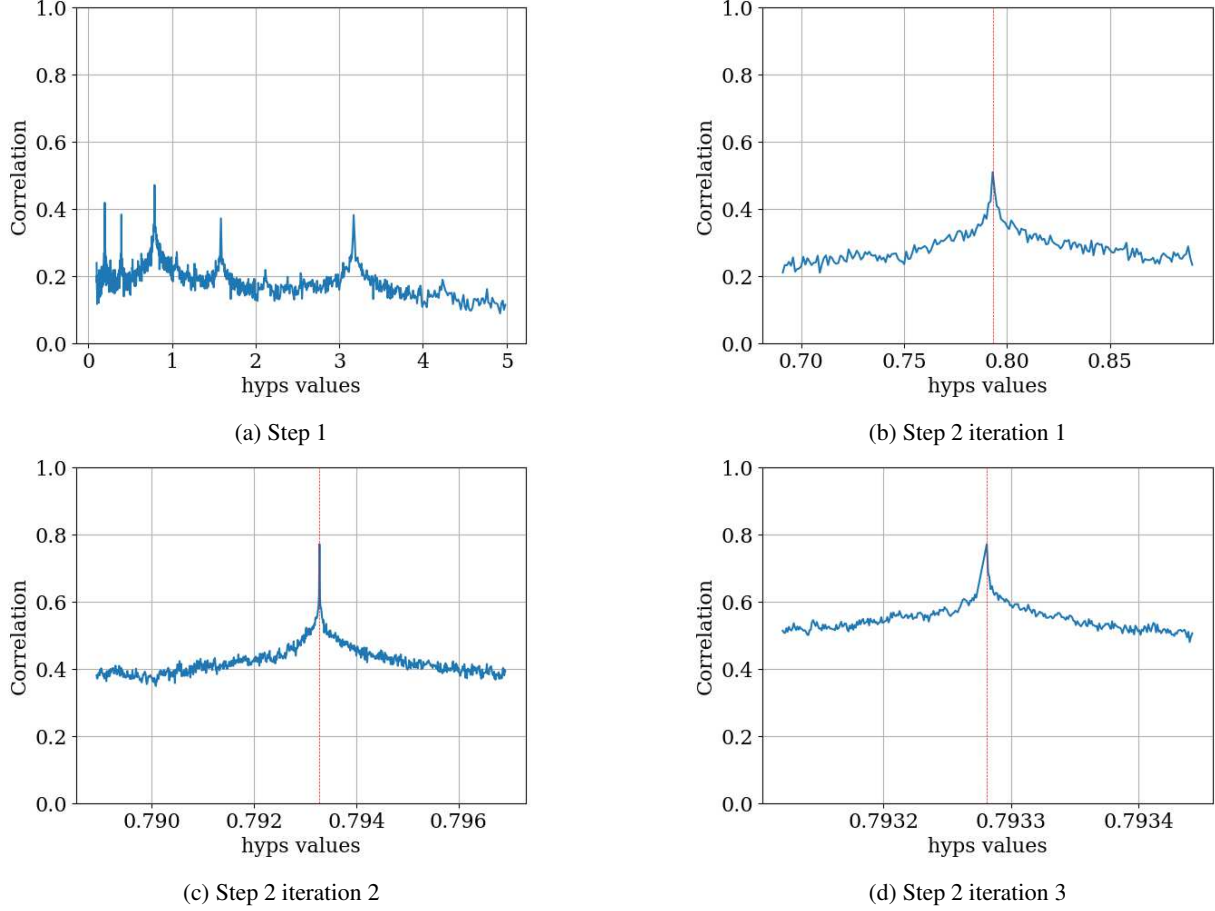 1.0
0.8
0.6
0.4
0.2
0.0
Correlation
0 1 2 3 4 5
hyps values
(a) Step 1
1.0
0.8
0.6
0.4
0.2
0.0
Correlation
0.70 0.75 0.80 0.85
hyps values
(b) Step 2 iteration 1
1.0
0.8
0.6
0.4
0.2
0.0
Correlation
0.790 0.792 0.794 0.796
hyps values
(c) Step 2 iteration 2
1.0
0.8
0.6
0.4
0.2
0.0
Correlation
0.7932 0.7933 0.7934
hyps values
(d) Step 2 iteration 3